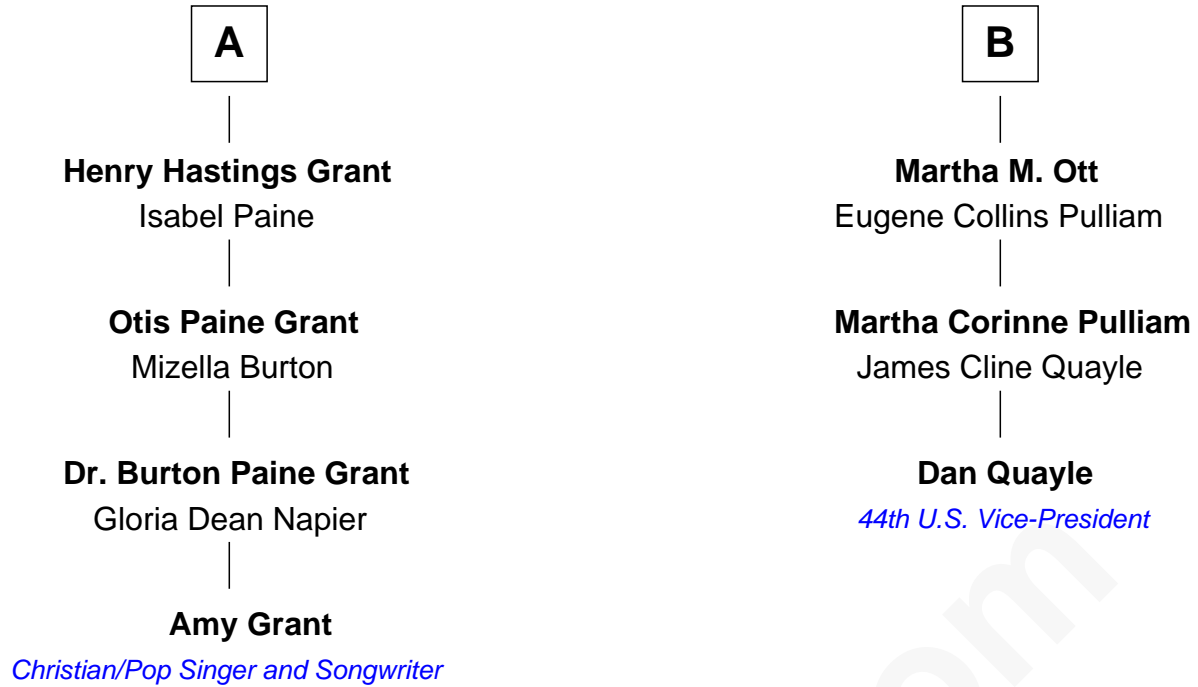 A
Henry Hastings Grant
Isabel Paine
Otis Paine Grant
Mizella Burton
Dr. Burton Paine Grant
Gloria Dean Napier
Amy Grant
Christian/Pop Singer and Songwriter
B
Martha M. Ott
Eugene Collins Pulliam
Martha Corinne Pulliam
James Cline Quayle
Dan Quayle
44th U.S. Vice-President
om